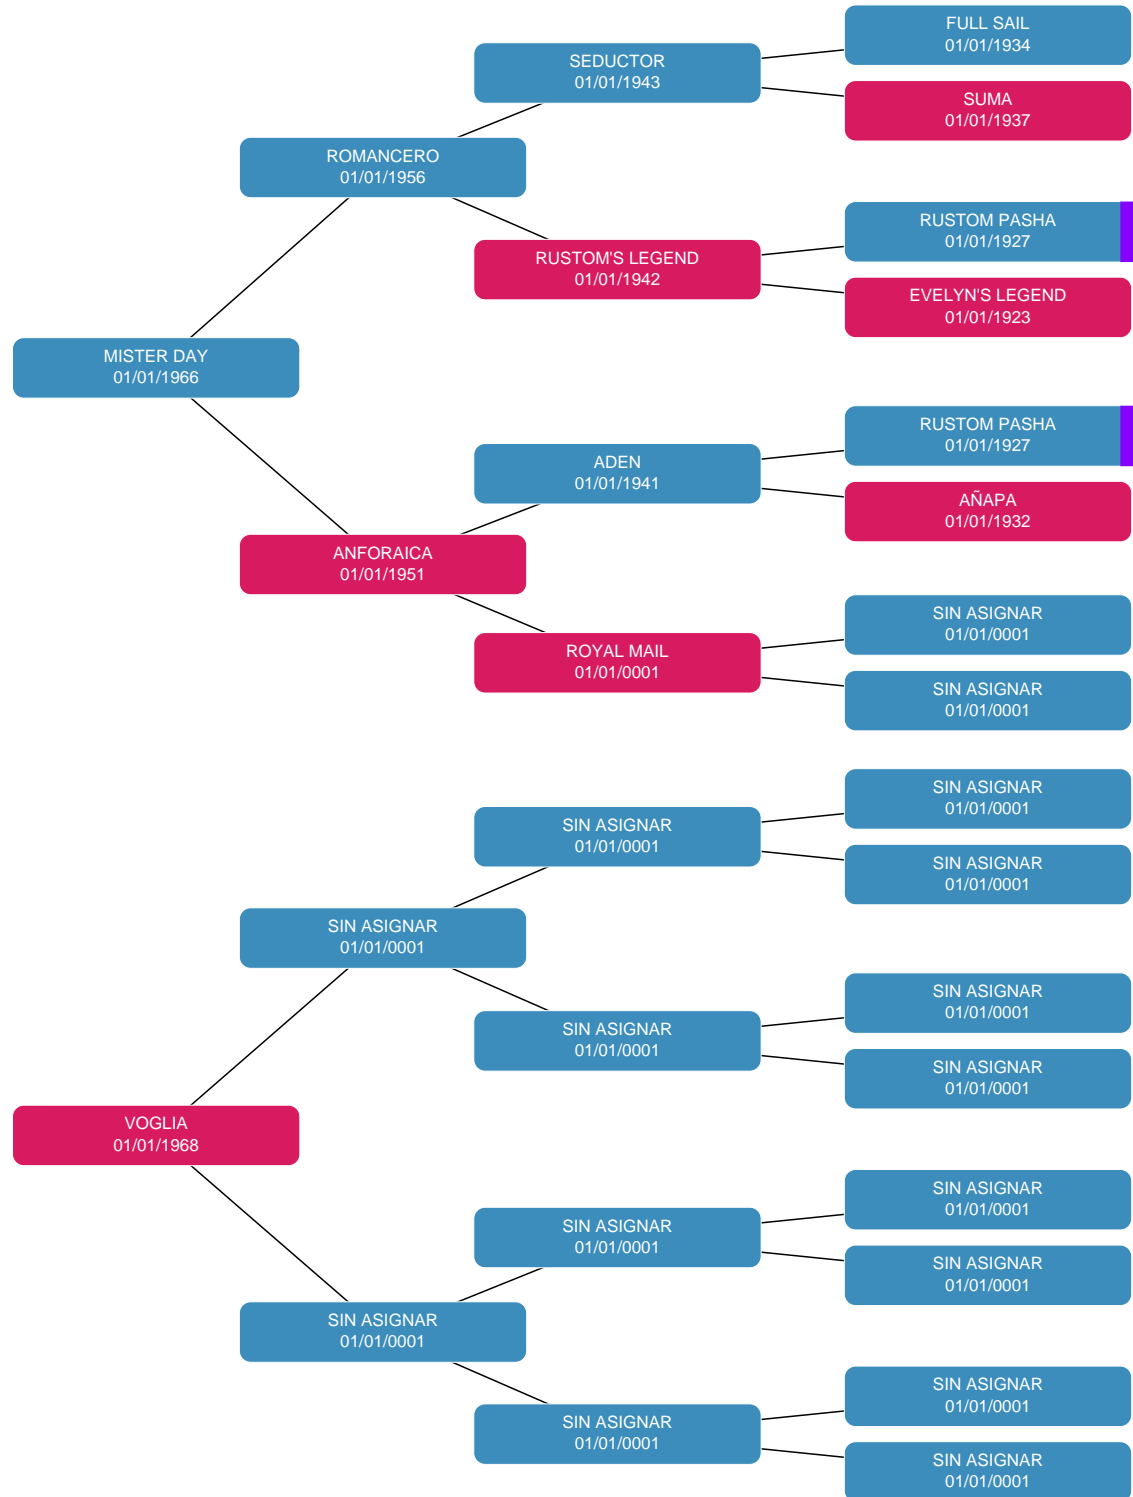 FULL SAIL
01/01/1934
SEDUCTOR
01/01/1943
SUMA
01/01/1937
ROMANCERO
01/01/1956
RUSTOM PASHA
01/01/1927
RUSTOM'S LEGEND
01/01/1942
EVELYN'S LEGEND
01/01/1923
MISTER DAY
01/01/1966
RUSTOM PASHA
01/01/1927
ADEN
01/01/1941
AÑAPA
01/01/1932
ANFORAICA
01/01/1951
SIN ASIGNAR
01/01/0001
ROYAL MAIL
01/01/0001
SIN ASIGNAR
01/01/0001
SIN ASIGNAR
01/01/0001
SIN ASIGNAR
01/01/0001
SIN ASIGNAR
01/01/0001
SIN ASIGNAR
01/01/0001
SIN ASIGNAR
01/01/0001
SIN ASIGNAR
01/01/0001
SIN ASIGNAR
01/01/0001
VOGLIA
01/01/1968
SIN ASIGNAR
01/01/0001
SIN ASIGNAR
01/01/0001
SIN ASIGNAR
01/01/0001
SIN ASIGNAR
01/01/0001
SIN ASIGNAR
01/01/0001
SIN ASIGNAR
01/01/0001
SIN ASIGNAR
01/01/0001